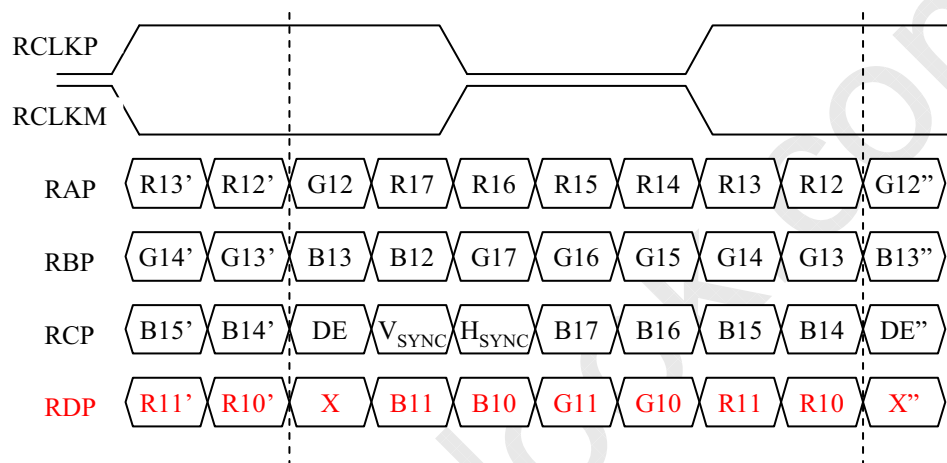 RCLKP
RCLKM
RAP R13’ R12’ G12 R17 R16 R15 R14 R13 R12 G12”
RBP G14’ G13’ B13 B12 G17 G16 G15 G14 G13 B13”
RCP B15’ B14’ DE VSYNC HSYNC B17 B16 B15 B14 DE”
RDP R11’ R10’ X B11 B10 G11 G10 R11 R10 X”